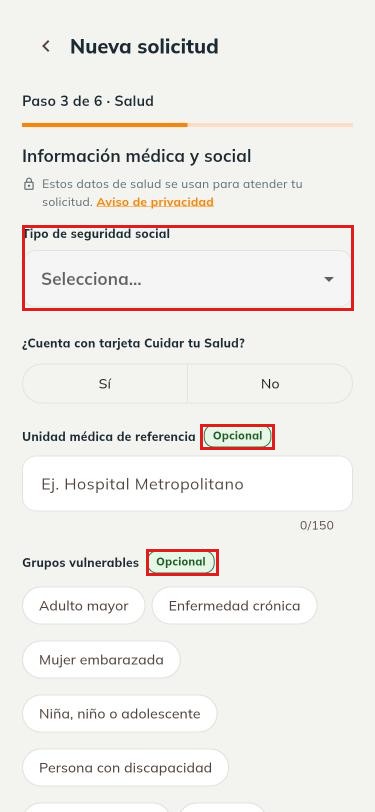 Nueva solicitud
Paso 3 de 6 · Salud
Información médica y social
Estos datos de salud se usan para atender tu
solicitud. Aviso de privacidad
Tipo de seguridad social
Selecciona...
¿Cuenta con tarjeta Cuidar tu Salud?
Sí No
Unidad médica de referencia Opcional
Ej. Hospital Metropolitano
0/150
Grupos vulnerables Opcional
Adulto mayor Enfermedad crónica
Mujer embarazada
Niña, niño o adolescente
Persona con discapacidad